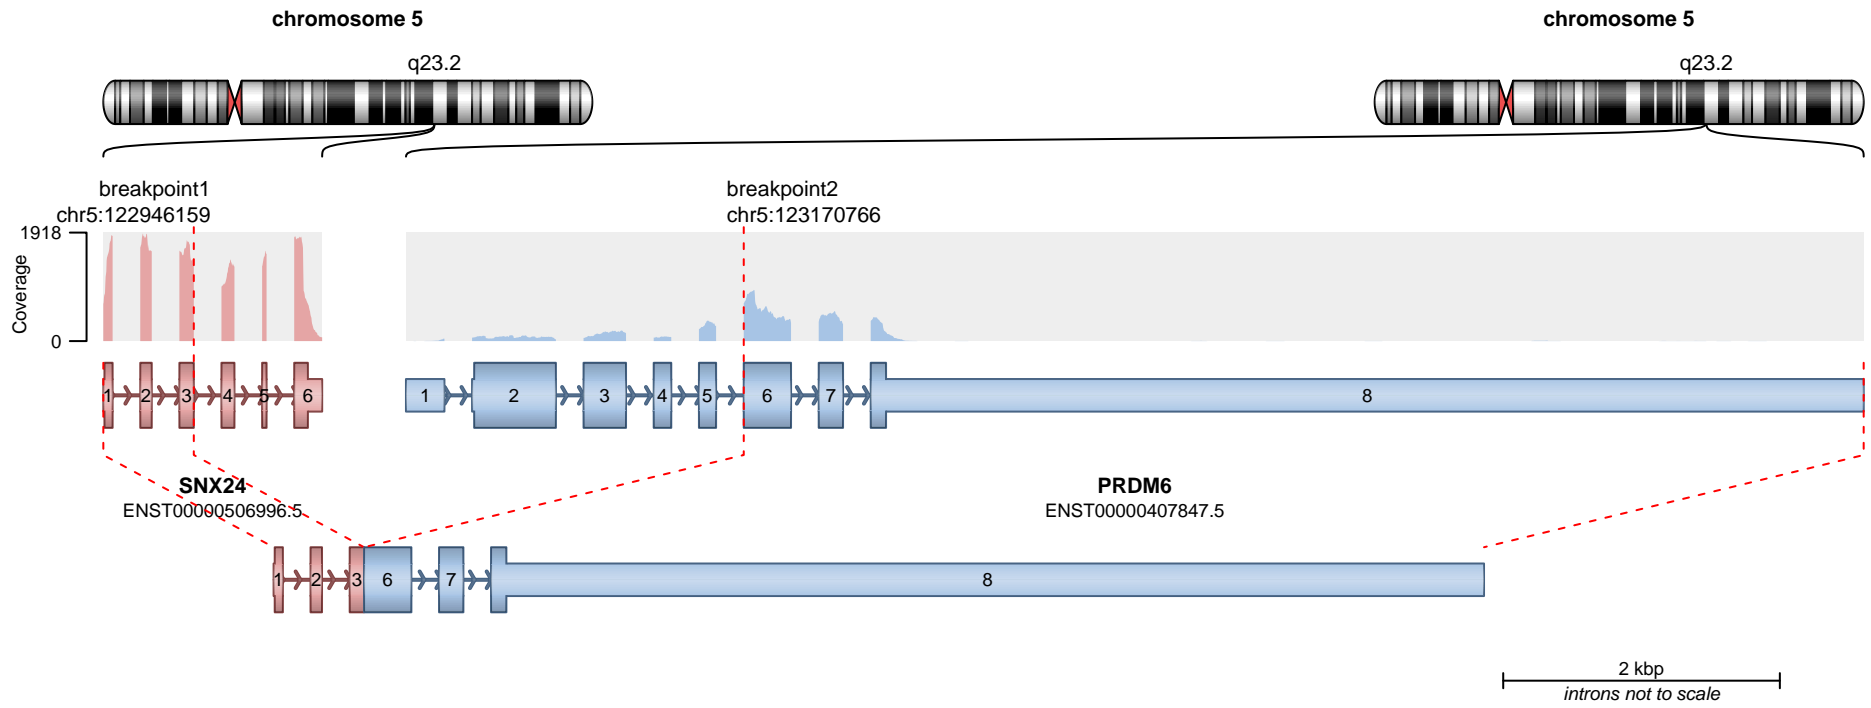 chromosome 5
chromosome 5
q23.2
q23.2
breakpoint1
chr5:122946159
breakpoint2
chr5:123170766
1918
0
Coverage
1 2 3 4 5 6
1 2 3 4 5 6 7 8
SNX24
ENST00000506996.5
PRDM6
ENST00000407847.5
1 2 3 6 7 8
2 kbp
introns not to scale